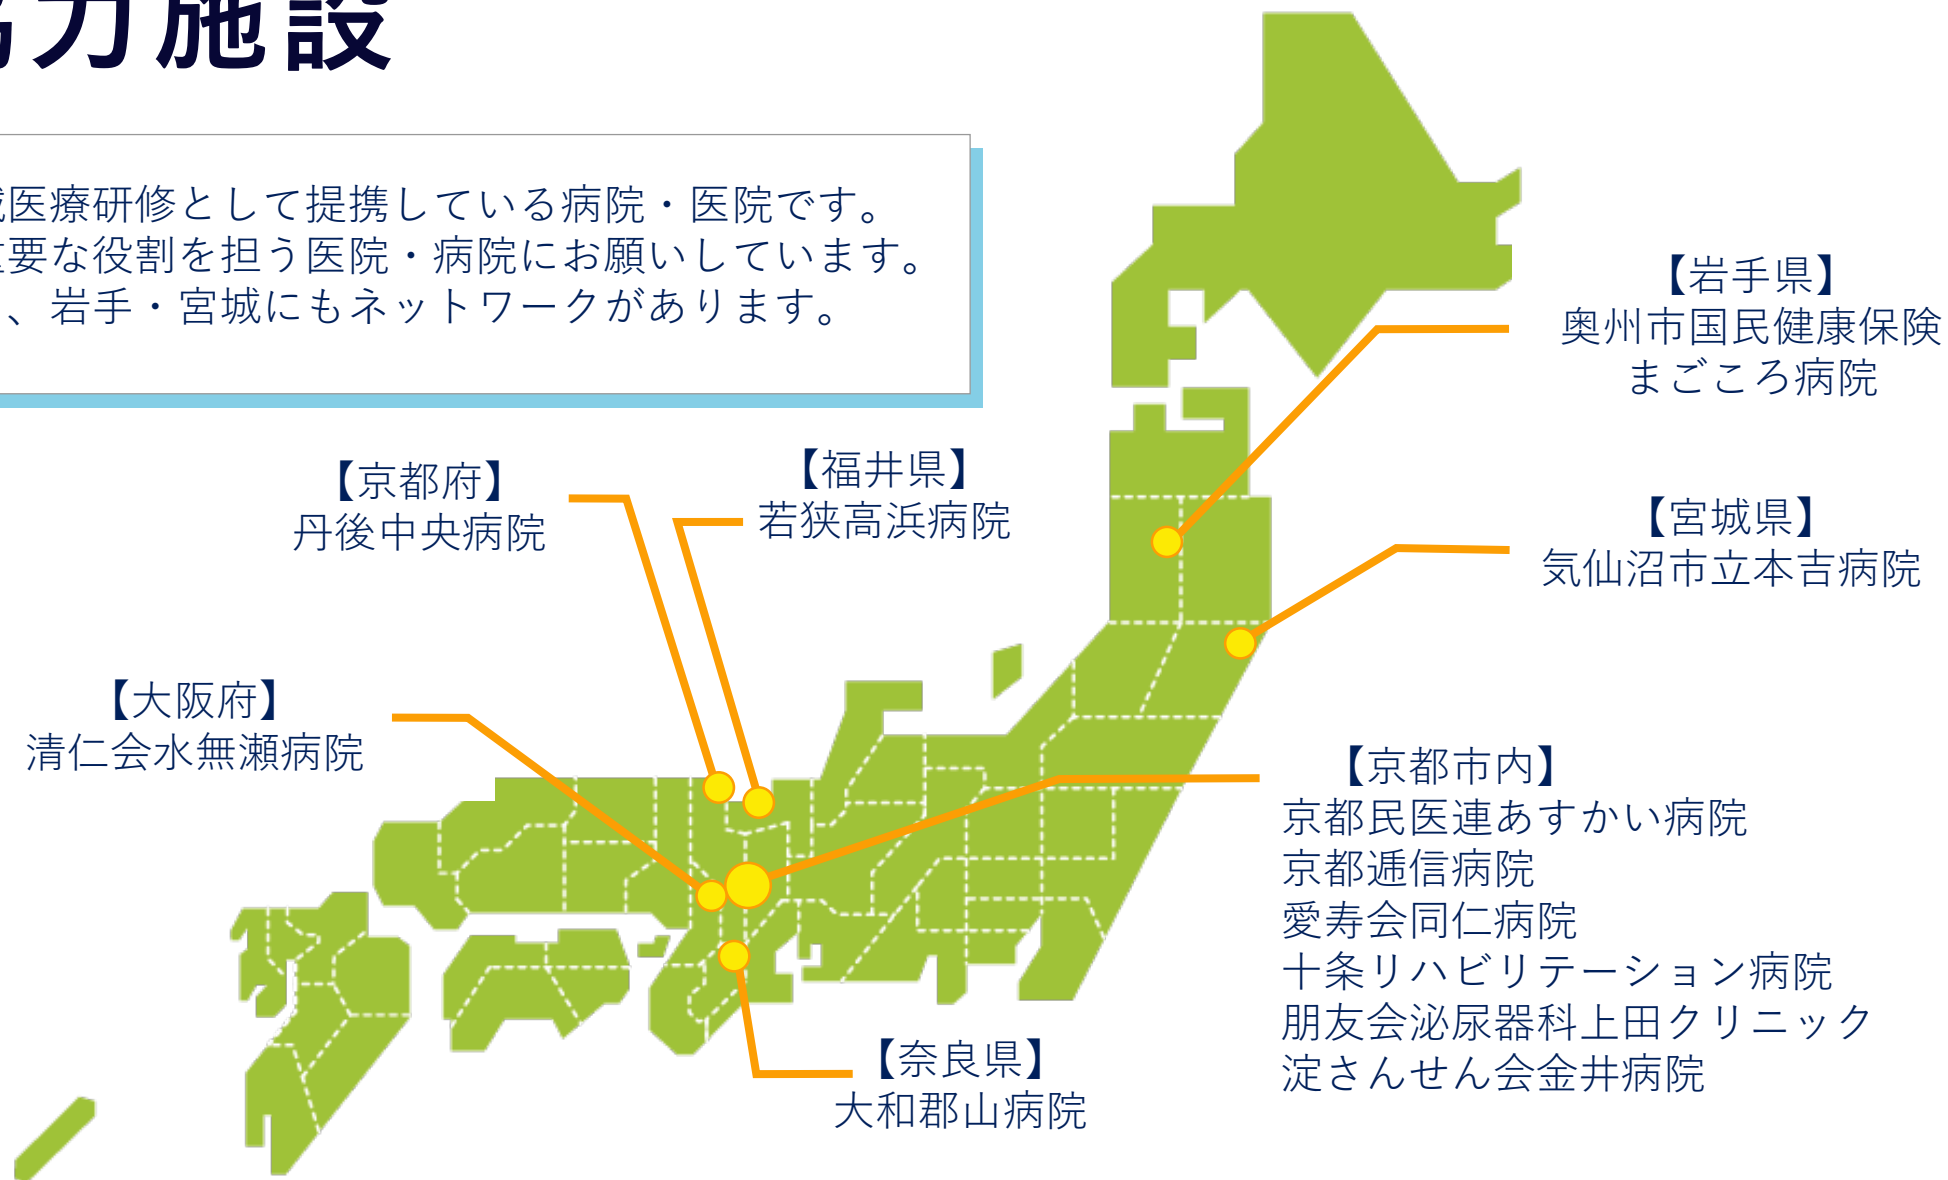 力施設
医療研修として提携している病院・医院です。
要な役割を担う医院・病院にお願いしています。
、岩手・宮城にもネットワークがあります。
【岩手県】
奥州市国民健康保険
まごころ病院
【京都府】
丹後中央病院
【福井県】
若狭高浜病院
【宮城県】
気仙沼市立本吉病院
【大阪府】
清仁会水無瀬病院
【京都市内】
京都民医連あすかい病院
京都逓信病院
愛寿会同仁病院
十条リハビリテーション病院
朋友会泌尿器科上田クリニック
淀さんせん会金井病院
【奈良県】
大和郡山病院